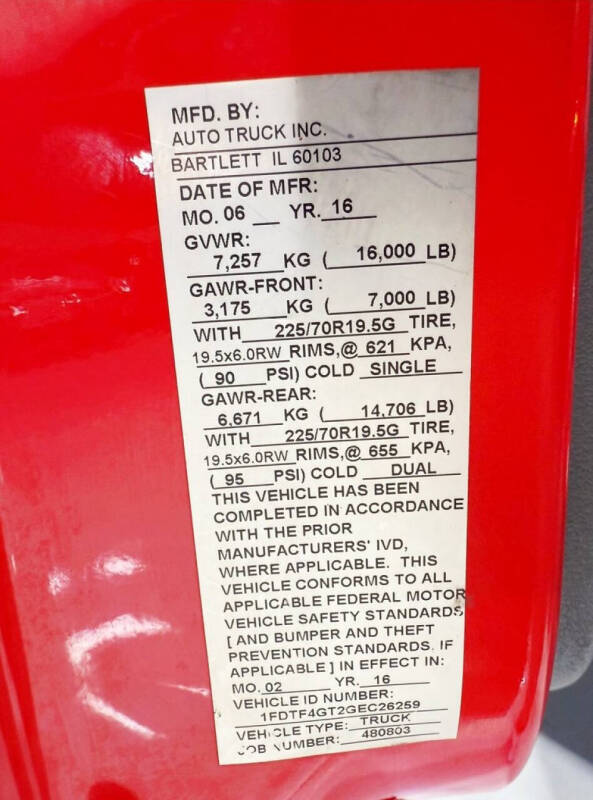 MFD. BY:
AUTO TRUCK INC.
BARTLETT IL 60103
DATE OF MFR:
MO. 06 YR. 16
GVWR:
7,257 KG ( 16,000 LB)
GAWR-FRONT:
3,175 KG ( 7,000 LB)
WITH 225/70R19.5G TIRE,
19.5x6.0RW RIMS,@ 621 KPA,
( 90 PSI) COLD SINGLE
GAWR-REAR:
6,671 KG ( 14,706 LB)
WITH 225/70R19.5G TIRE,
19.5x6.0RW RIMS,@ 655 KPA,
( 95 PSI) COLD DUAL
THIS VEHICLE HAS BEEN
COMPLETED IN ACCORDANCE
WITH THE PRIOR
MANUFACTURERS' IVD,
WHERE APPLICABLE. THIS
VEHICLE CONFORMS TO ALL
APPLICABLE FEDERAL MOTOR
VEHICLE SAFETY STANDARDS
[ AND BUMPER AND THEFT
PREVENTION STANDARDS, IF
APPLICABLE ] IN EFFECT IN:
MO. 02 YR. 16
VEHICLE ID NUMBER:
1FDTF4GT2GEC26259
VEHICLE TYPE: TRUCK
JOB NUMBER: 480803